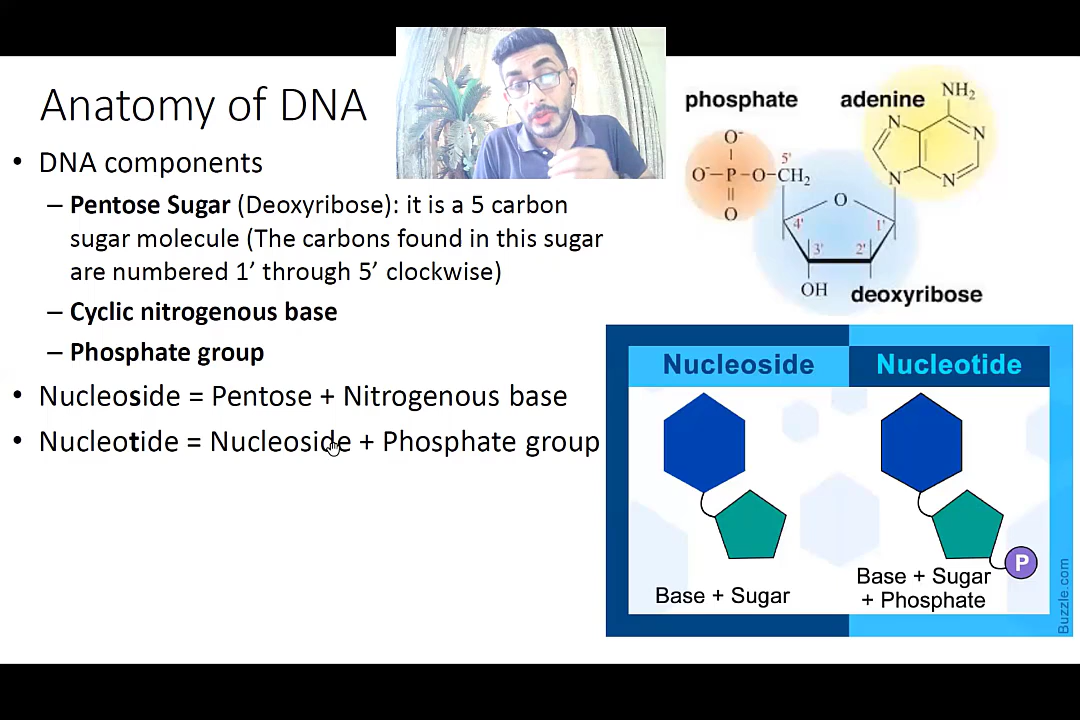 Anatomy of DNA
• DNA components
– Pentose Sugar (Deoxyribose): it is a 5 carbon
sugar molecule (The carbons found in this sugar
are numbered 1’ through 5’ clockwise)
– Cyclic nitrogenous base
– Phosphate group
• Nucleoside = Pentose + Nitrogenous base
• Nucleotide = Nucleoside + Phosphate group
phosphate
adenine
NH₂
N
N
N
N
O⁻
O⁻–P–O–CH₂
O
5'
O
4'
1'
3'
2'
OH
deoxyribose
Nucleoside
Nucleotide
P
Base + Sugar
Base + Sugar
+ Phosphate
Buzzle.com